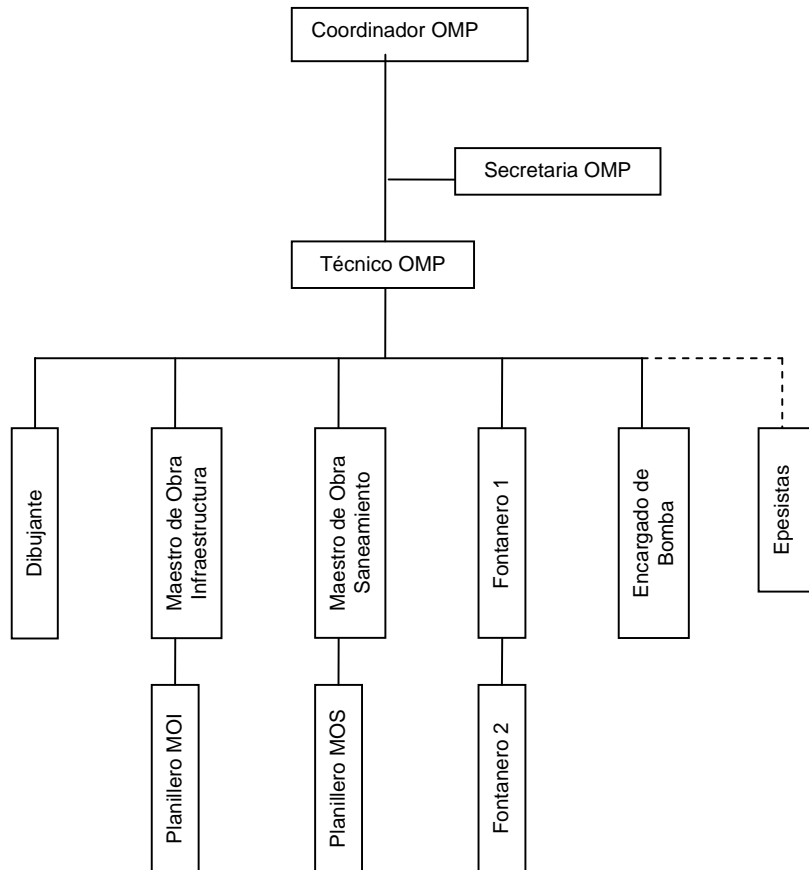 Coordinador OMP
Secretaria OMP
Técnico OMP
Dibujante
Maestro de Obra
Infraestructura
Maestro de Obra
Saneamiento
Fontanero 1
Encargado de
Bomba
Epesistas
Planillero MOI
Planillero MOS
Fontanero 2